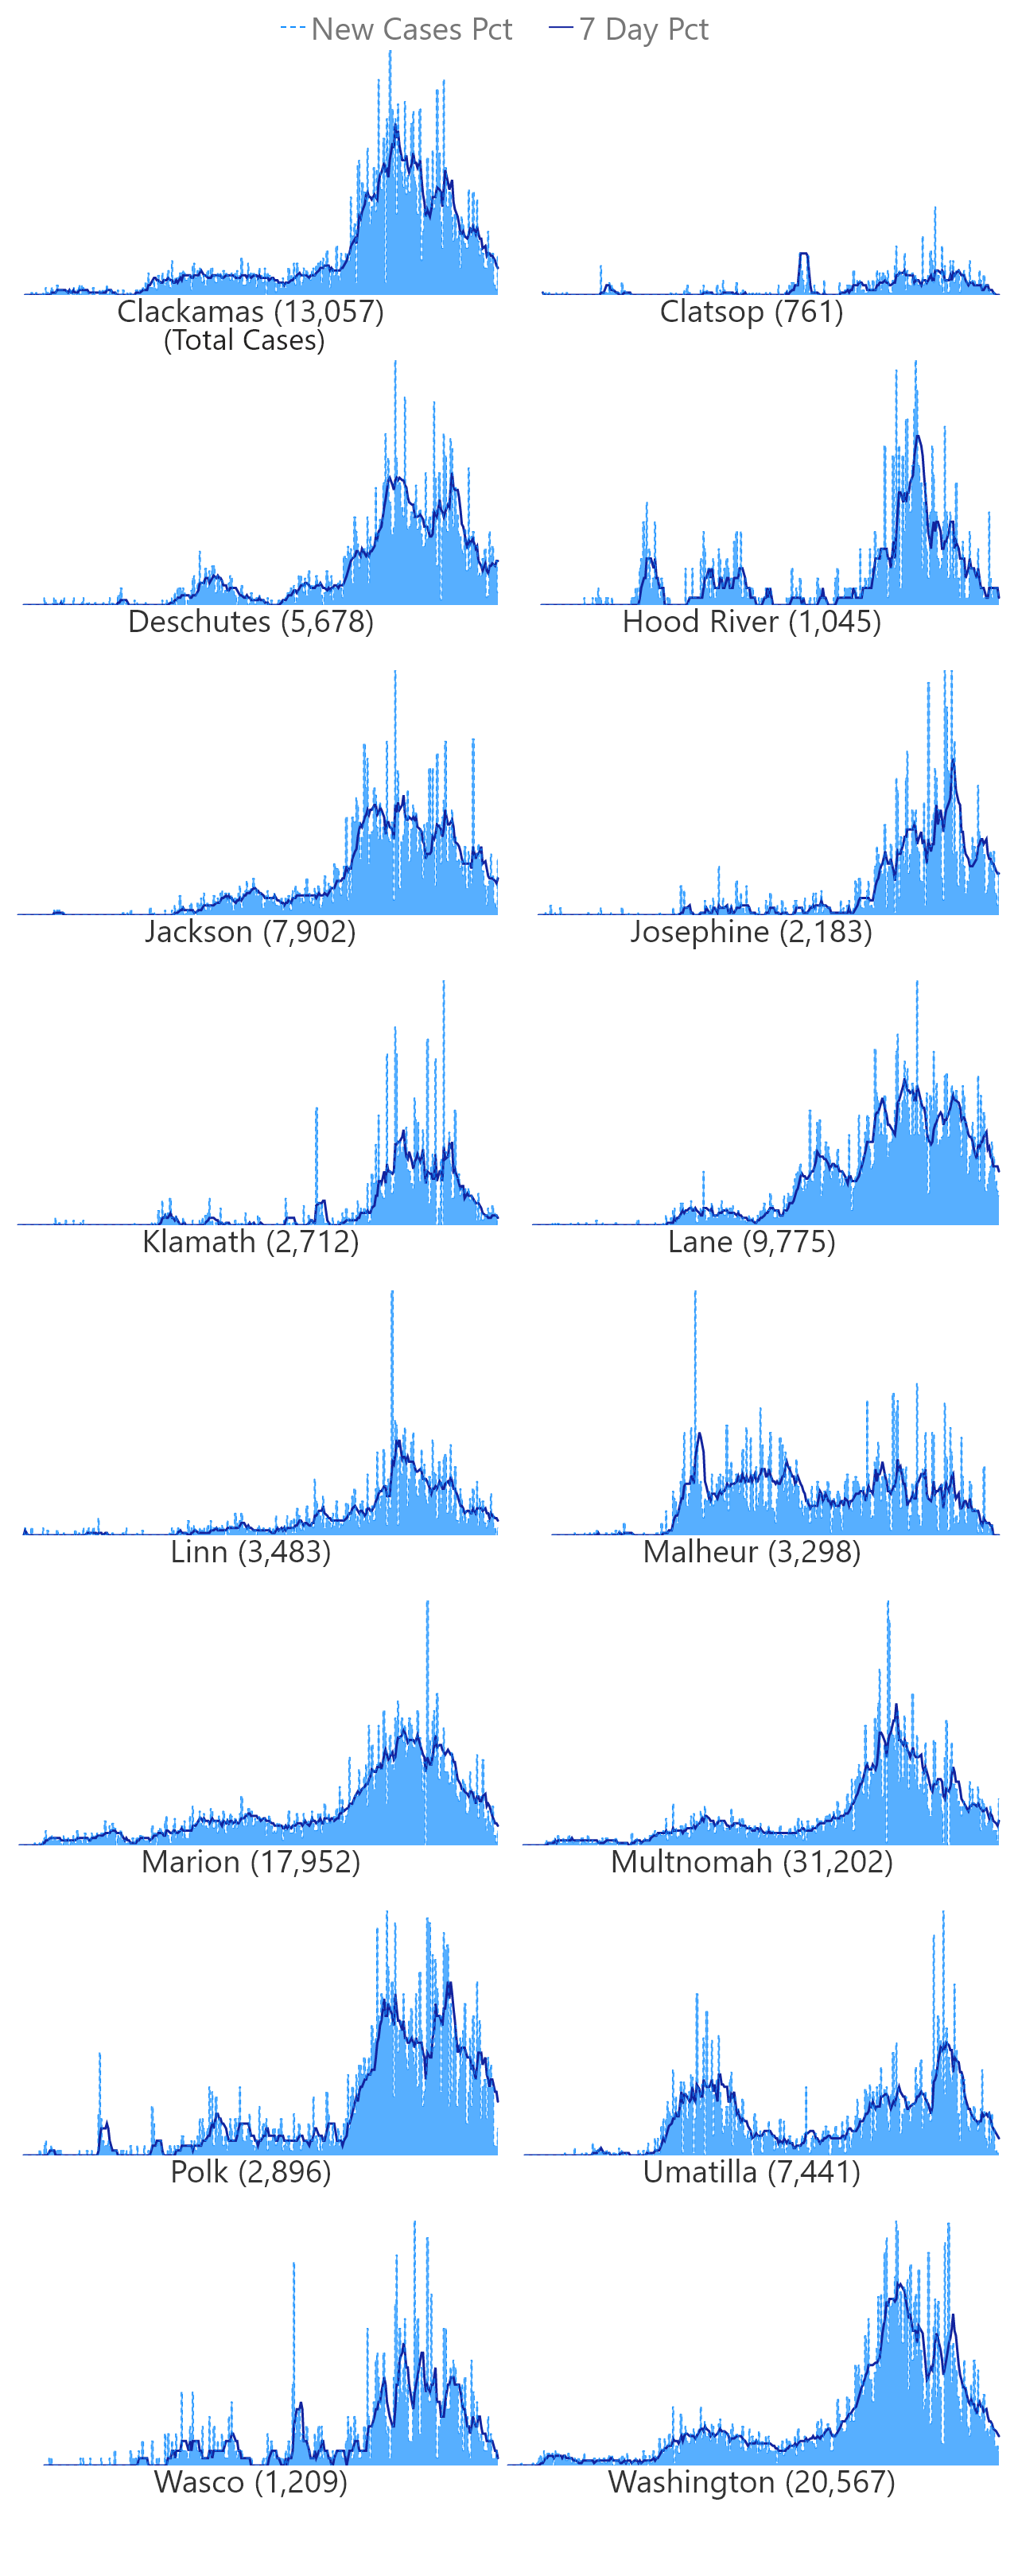 New Cases Pct 7 Day Pct
Clackamas (13,057) Clatsop (761)
(Total Cases)
Deschutes (5,678) Hood River (1,045)
Jackson (7,902) Josephine (2,183)
Klamath (2,712) Lane (9,775)
Linn (3,483) Malheur (3,298)
Marion (17,952) Multnomah (31,202)
Polk (2,896) Umatilla (7,441)
Wasco (1,209) Washington (20,567)